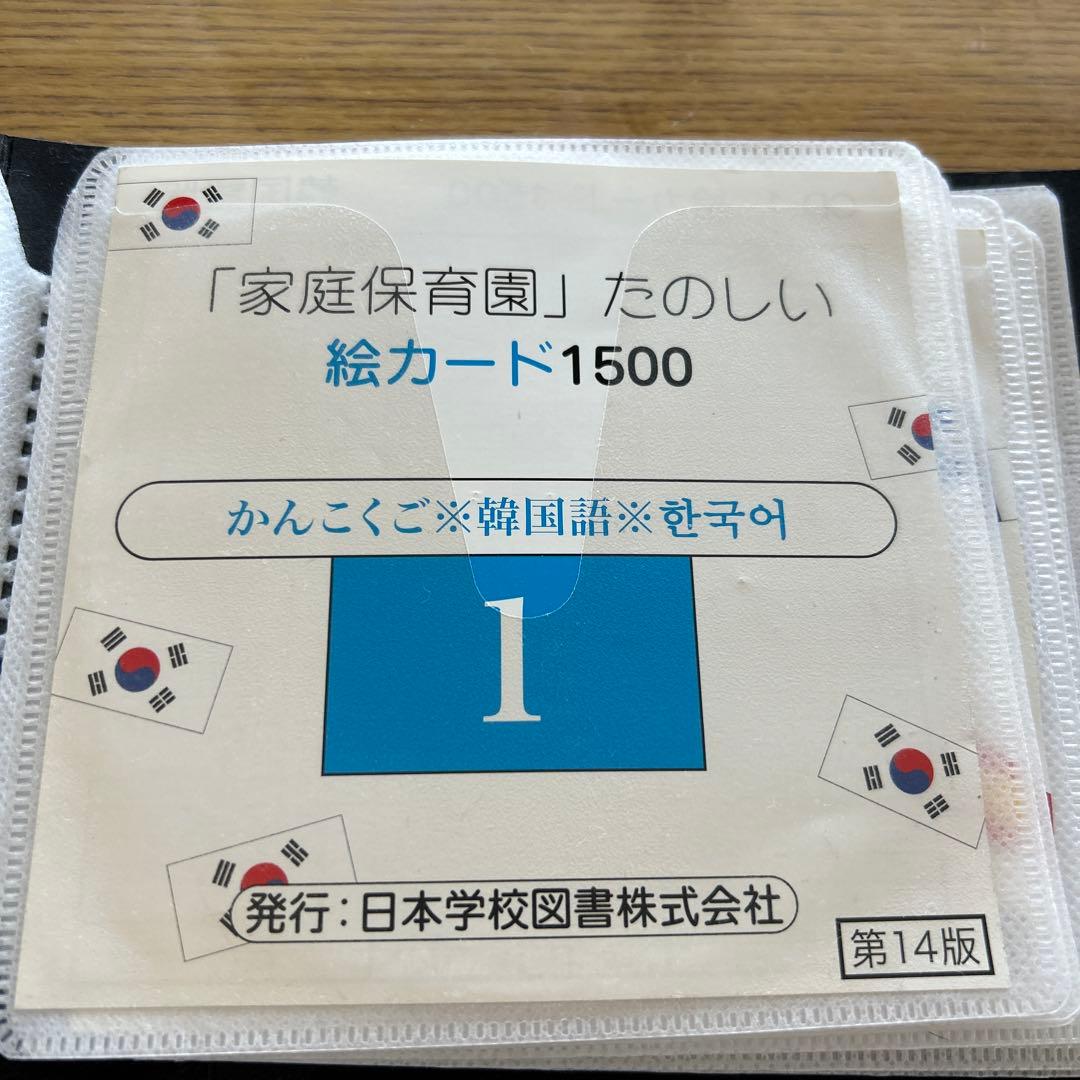 「家庭保育園」たのしい
絵カード1500
かんこくご※韓国語※한국어
1
発行：日本学校図書株式会社
第14版